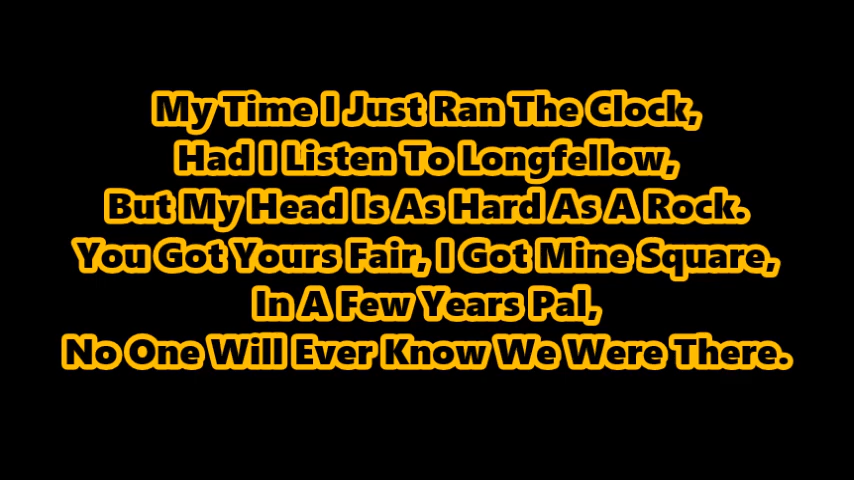 My Time I Just Ran The Clock,
Had I Listen To Longfellow,
But My Head Is As Hard As A Rock.
You Got Yours Fair, I Got Mine Square,
In A Few Years Pal,
No One Will Ever Know We Were There.